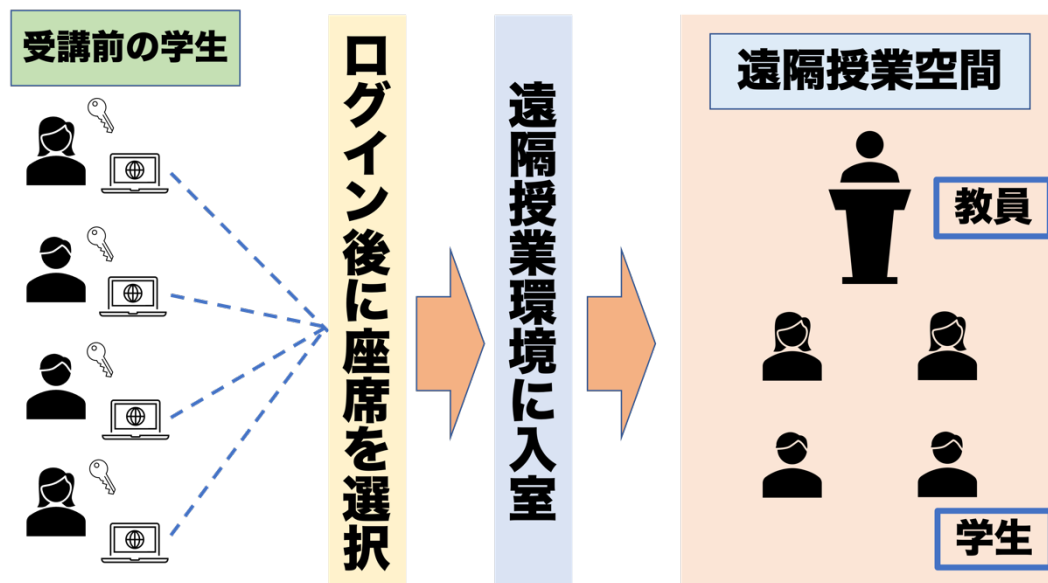 受講前の学生
ログイン後に座席を選択
遠隔授業環境に入室
遠隔授業空間
教員
学生